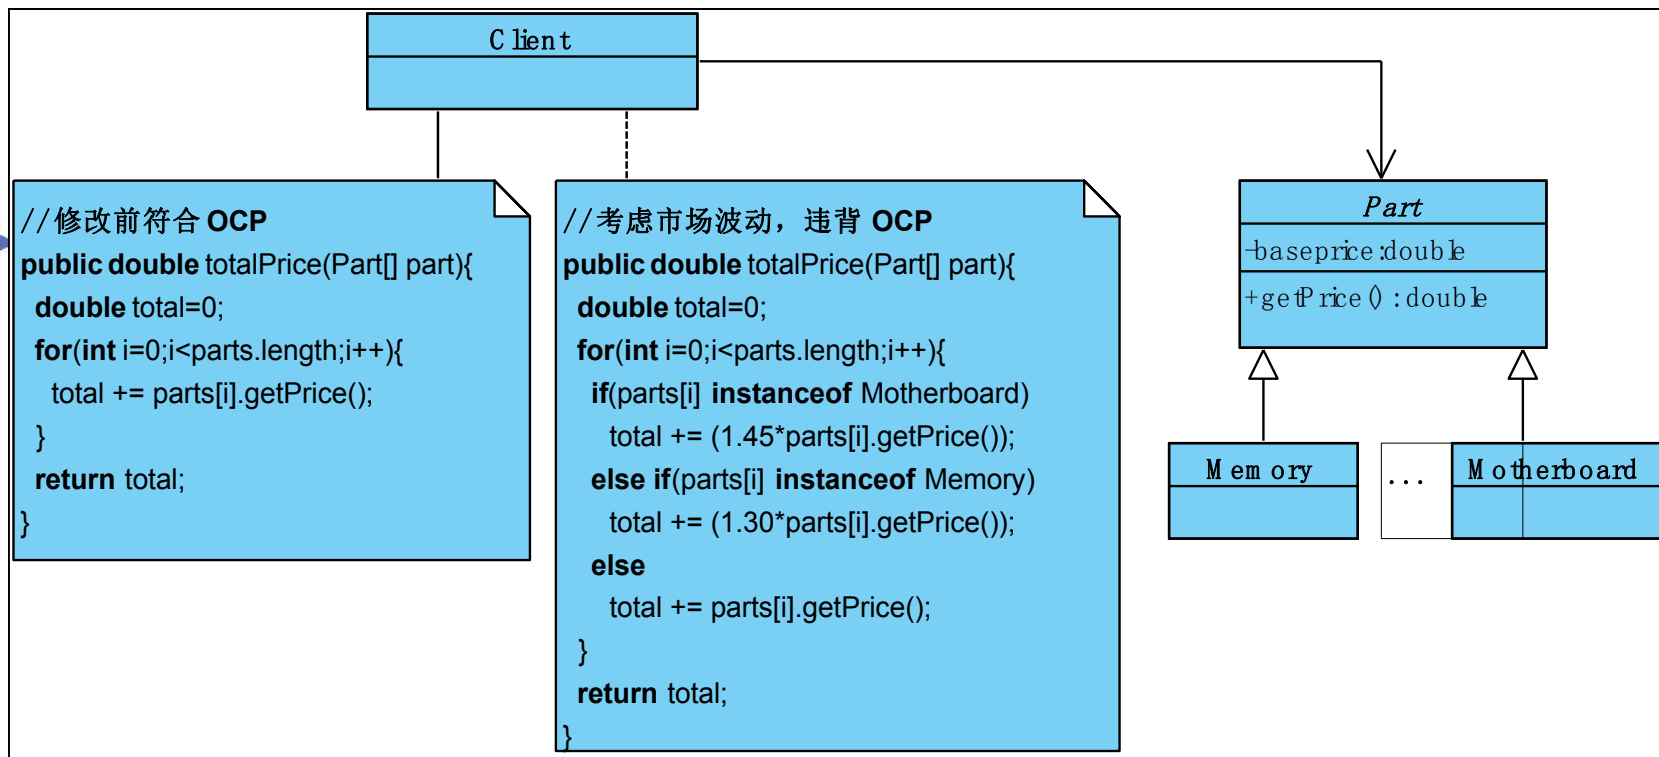 Client
//修改前符合 OCP
public double totalPrice(Part[] part){
double total=0;
for(int i=0;i<parts.length;i++){
total += parts[i].getPrice();
}
return total;
}
//考虑市场波动，违背 OCP
public double totalPrice(Part[] part){
double total=0;
for(int i=0;i<parts.length;i++){
if(parts[i] instanceof Motherboard)
total += (1.45*parts[i].getPrice());
else if(parts[i] instanceof Memory)
total += (1.30*parts[i].getPrice());
else
total += parts[i].getPrice();
}
return total;
}
Part
-baseprice:double
+getPrice():double
Memory
...
Motherboard